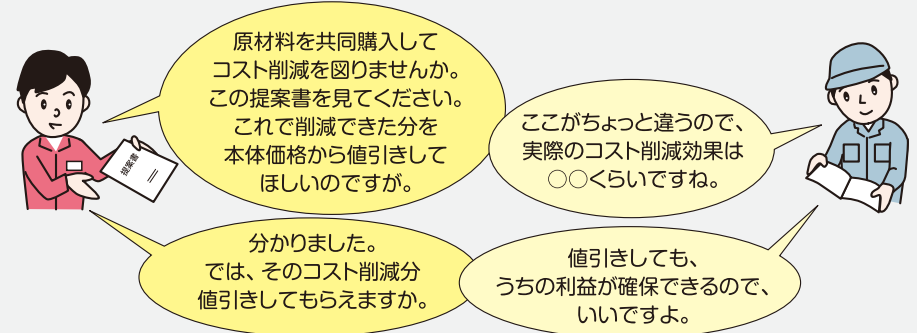 原材料を共同購入して
コスト削減を図りませんか。
この提案書を見てください。
これで削減できた分を
本体価格から値引きして
ほしいのですが。
提案書
ここがちょっと違うので、
実際のコスト削減効果は
○○くらいですね。
分かりました。
では、そのコスト削減分
値引きしてもらえますか。
値引きしても、
うちの利益が確保できるので、
いいですよ。